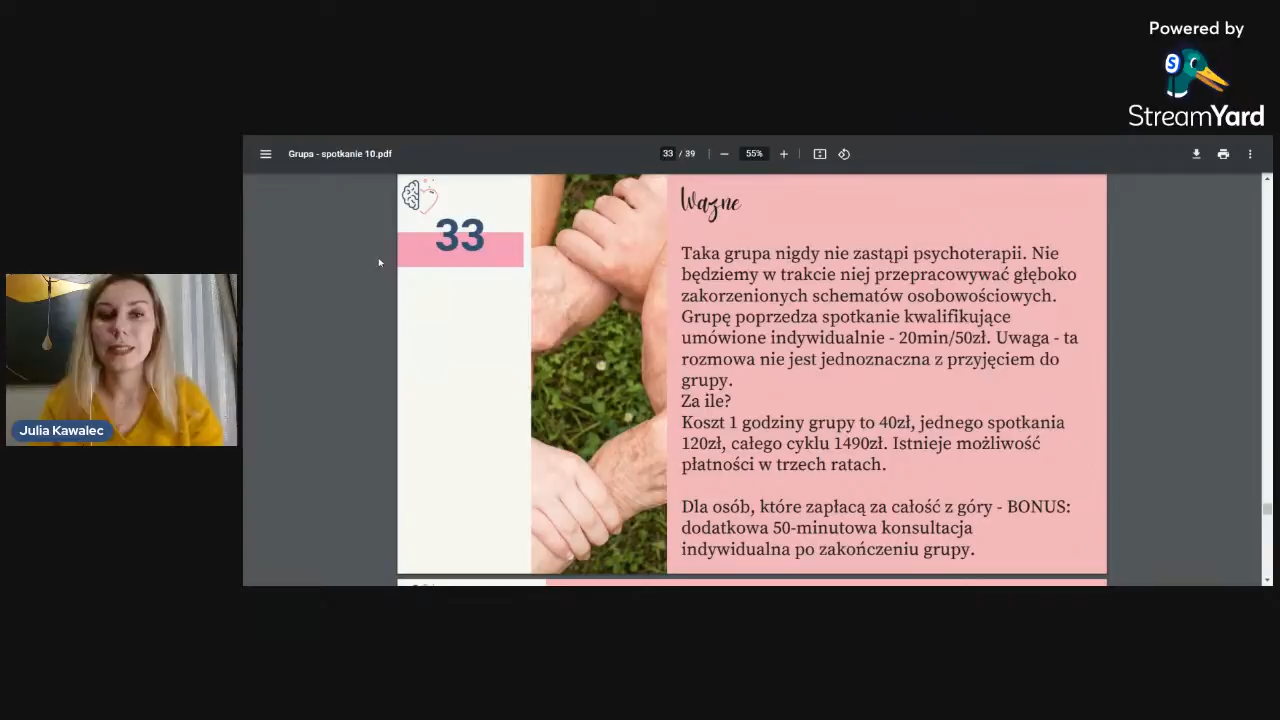 Powered by
S
StreamYard
Grupa - spotkanie 10.pdf
33 / 39
55%
33
Ważne
Taka grupa nigdy nie zastąpi psychoterapii. Nie
będziemy w trakcie niej przepracowywać głęboko
zakorzenionych schematów osobowościowych.
Grupę poprzedza spotkanie kwalifikujące
umówione indywidualnie - 20min/50zł. Uwaga - ta
rozmowa nie jest jednoznaczna z przyjęciem do
grupy.
Za ile?
Koszt 1 godziny grupy to 40zł, jednego spotkania
120zł, całego cyklu 1490zł. Istnieje możliwość
płatności w trzech ratach.
Dla osób, które zapłacą za całość z góry - BONUS:
dodatkowa 50-minutowa konsultacja
indywidualna po zakończeniu grupy.
Julia Kawalec